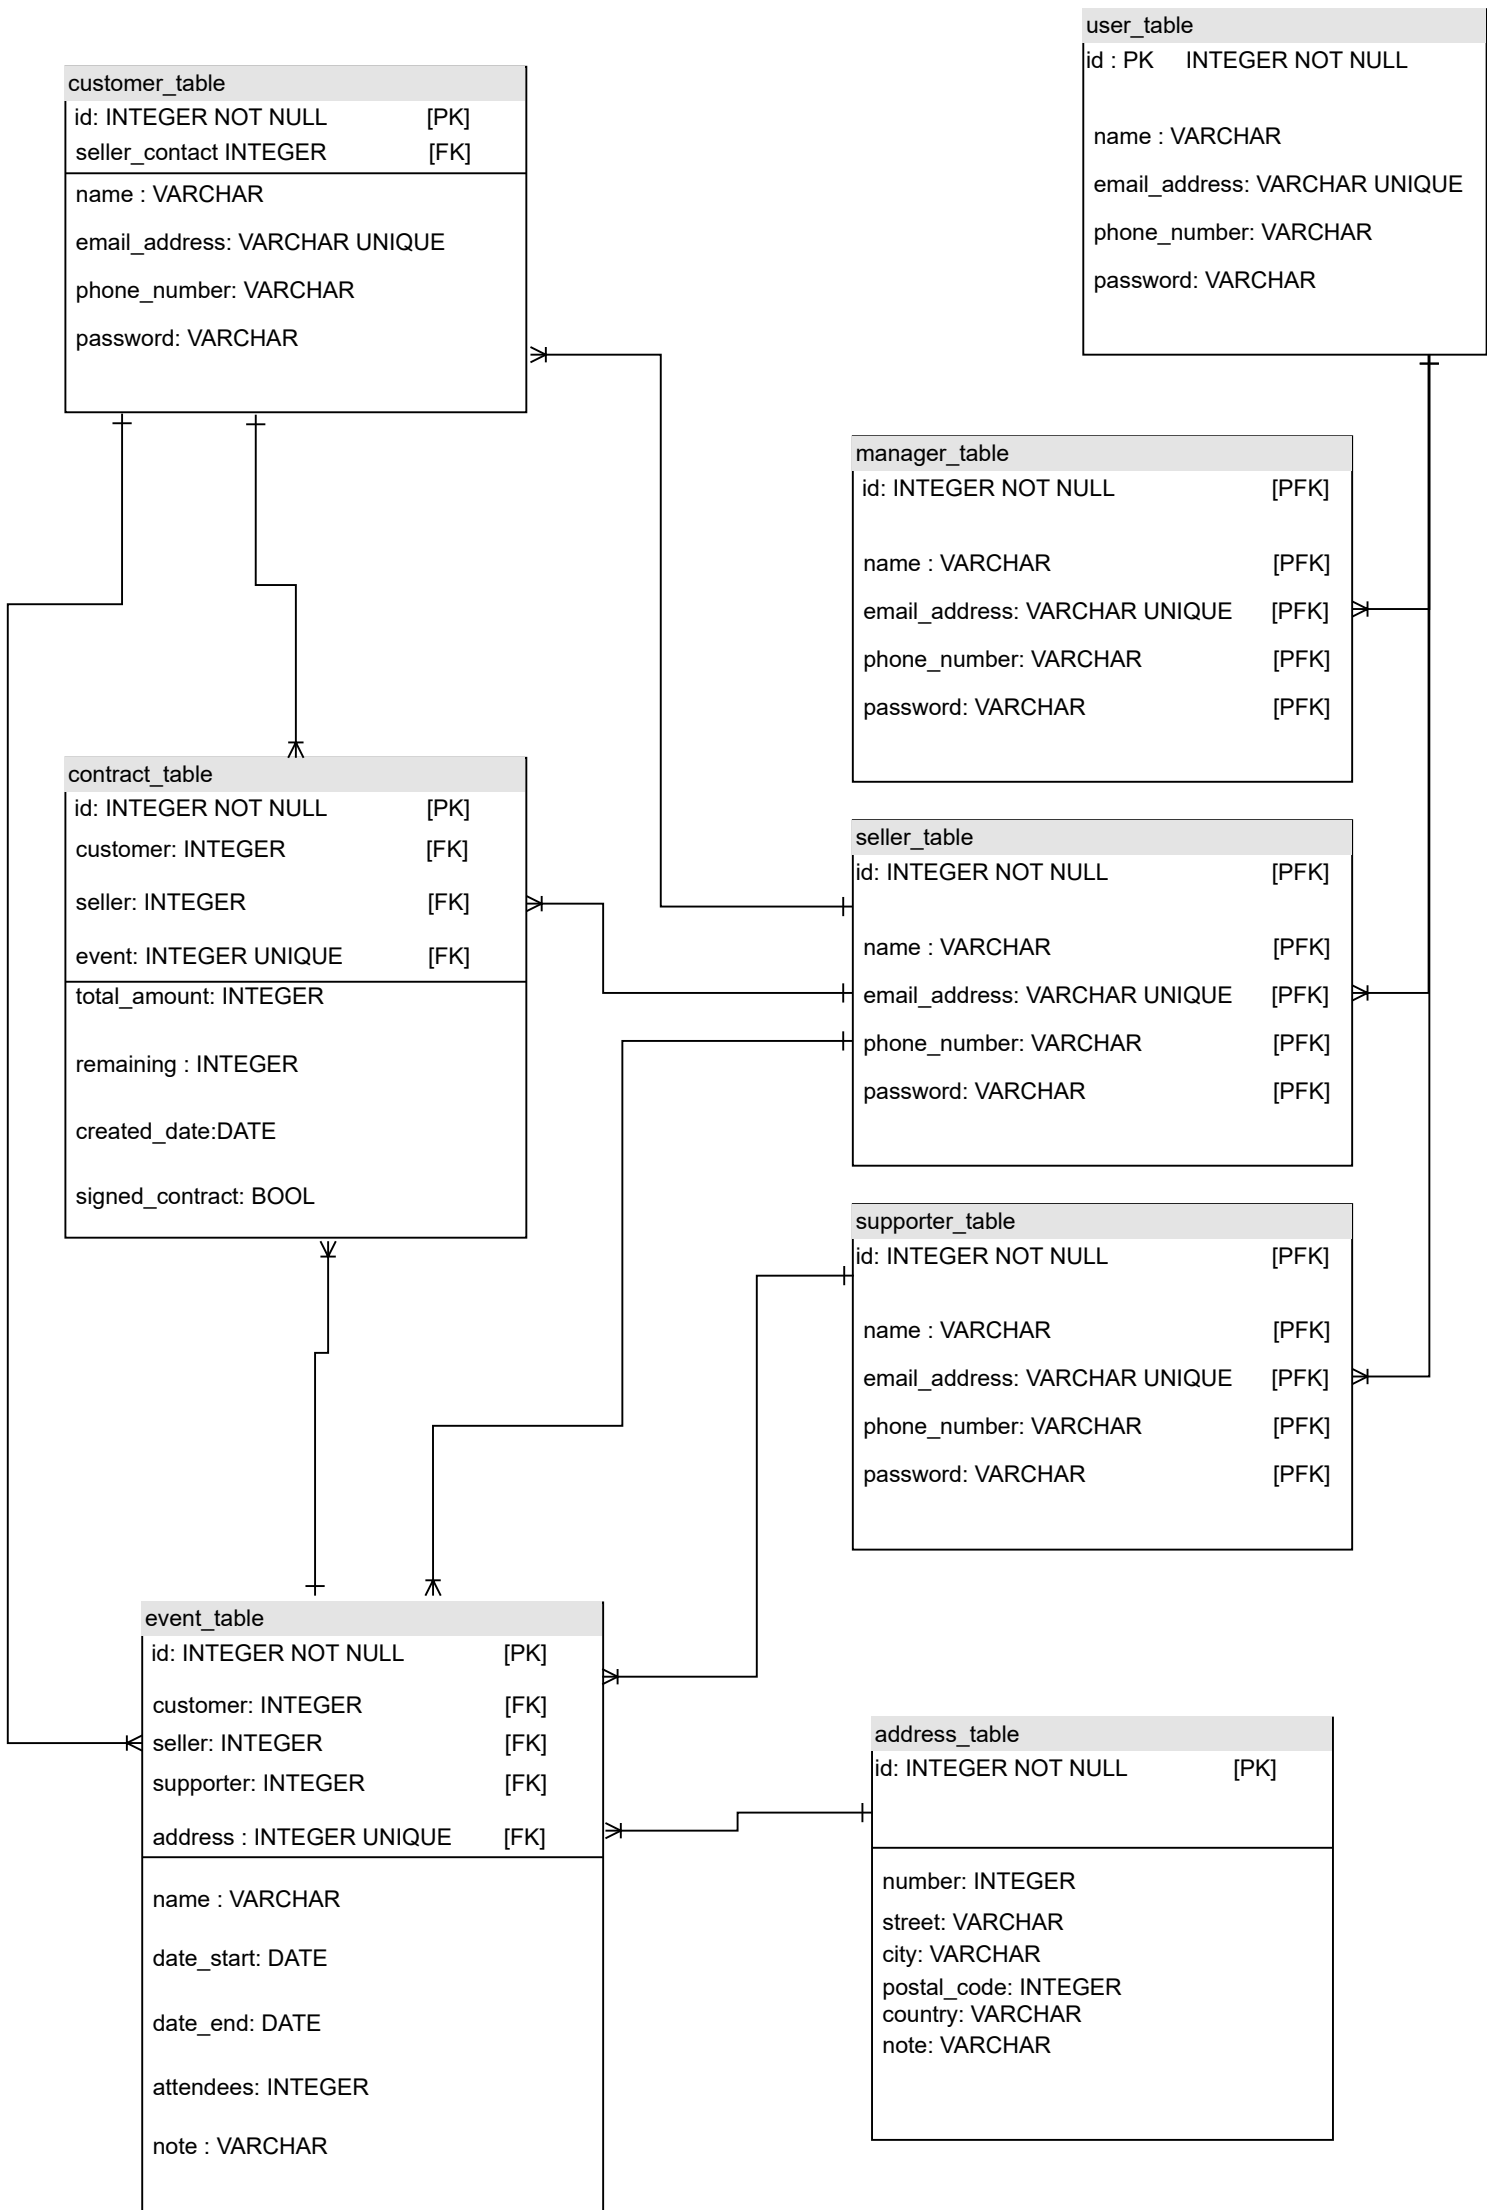 user_table
id : PK INTEGER NOT NULL
name : VARCHAR
email_address: VARCHAR UNIQUE
phone_number: VARCHAR
password: VARCHAR
customer_table
id: INTEGER NOT NULL [PK]
seller_contact INTEGER [FK]
name : VARCHAR
email_address: VARCHAR UNIQUE
phone_number: VARCHAR
password: VARCHAR
manager_table
id: INTEGER NOT NULL [PFK]
name : VARCHAR [PFK]
email_address: VARCHAR UNIQUE [PFK]
phone_number: VARCHAR [PFK]
password: VARCHAR [PFK]
contract_table
id: INTEGER NOT NULL [PK]
customer: INTEGER [FK]
seller: INTEGER [FK]
event: INTEGER UNIQUE [FK]
total_amount: INTEGER
remaining : INTEGER
created_date:DATE
signed_contract: BOOL
seller_table
id: INTEGER NOT NULL [PFK]
name : VARCHAR [PFK]
email_address: VARCHAR UNIQUE [PFK]
phone_number: VARCHAR [PFK]
password: VARCHAR [PFK]
supporter_table
id: INTEGER NOT NULL [PFK]
name : VARCHAR [PFK]
email_address: VARCHAR UNIQUE [PFK]
phone_number: VARCHAR [PFK]
password: VARCHAR [PFK]
event_table
id: INTEGER NOT NULL [PK]
customer: INTEGER [FK]
seller: INTEGER [FK]
supporter: INTEGER [FK]
address : INTEGER UNIQUE [FK]
name : VARCHAR
date_start: DATE
date_end: DATE
attendees: INTEGER
note : VARCHAR
address_table
id: INTEGER NOT NULL [PK]
number: INTEGER
street: VARCHAR
city: VARCHAR
postal_code: INTEGER
country: VARCHAR
note: VARCHAR